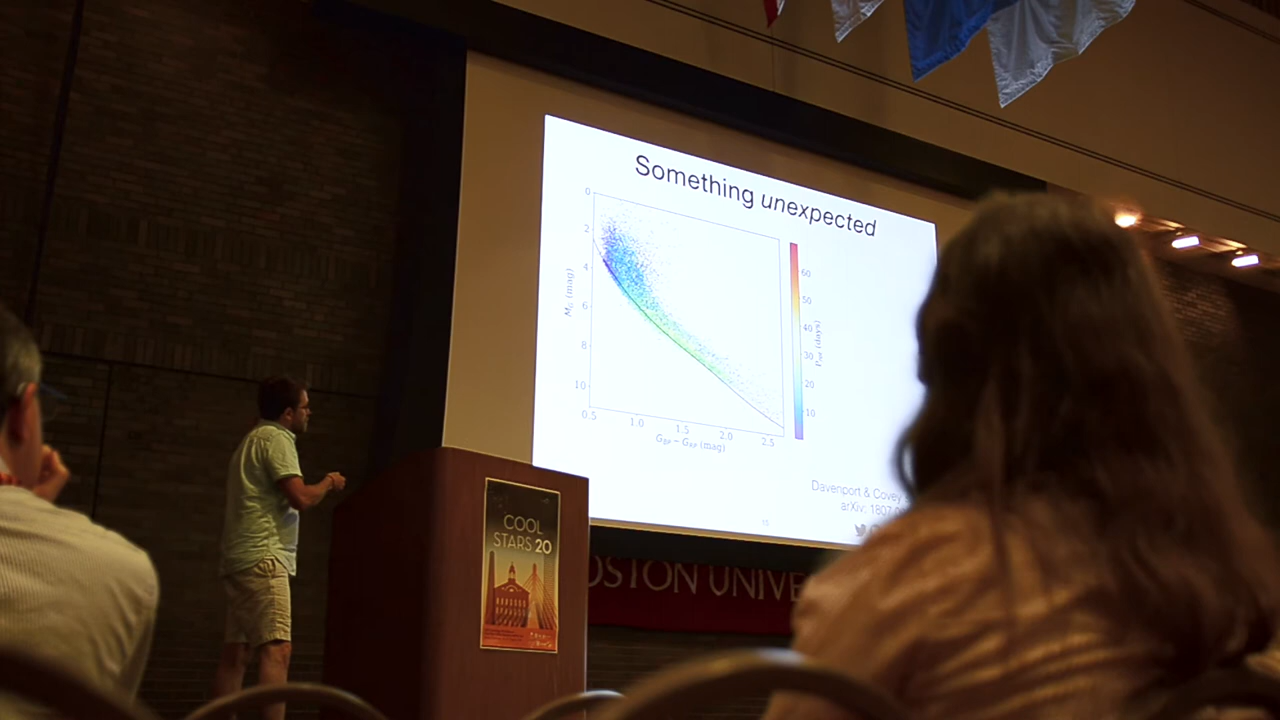 Something unexpected
0
2
4
6
8
10
M_G (mag)
0.5
1.0
1.5
2.0
2.5
G_BP − G_RP (mag)
60
50
40
30
20
10
(days)
Davenport & Covey
arXiv: 1807
15
COOL
STARS 20
OSTON UNIVE